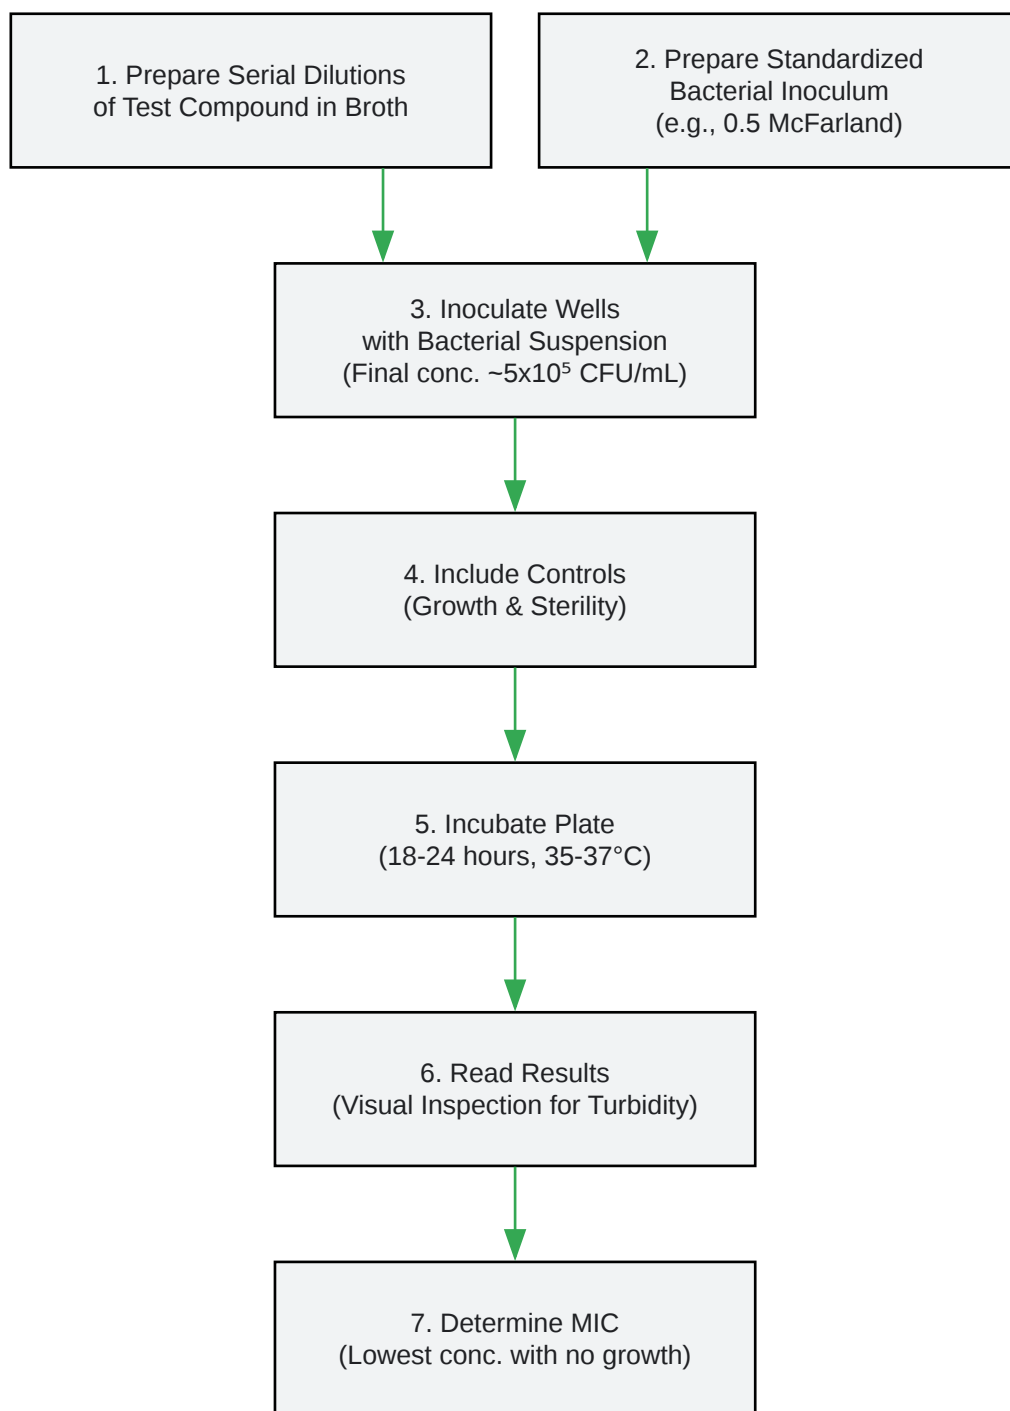 1. Prepare Serial Dilutions
of Test Compound in Broth
2. Prepare Standardized
Bacterial Inoculum
(e.g., 0.5 McFarland)
3. Inoculate Wells
with Bacterial Suspension
(Final conc. ~5x10⁵ CFU/mL)
4. Include Controls
(Growth & Sterility)
5. Incubate Plate
(18-24 hours, 35-37°C)
6. Read Results
(Visual Inspection for Turbidity)
7. Determine MIC
(Lowest conc. with no growth)